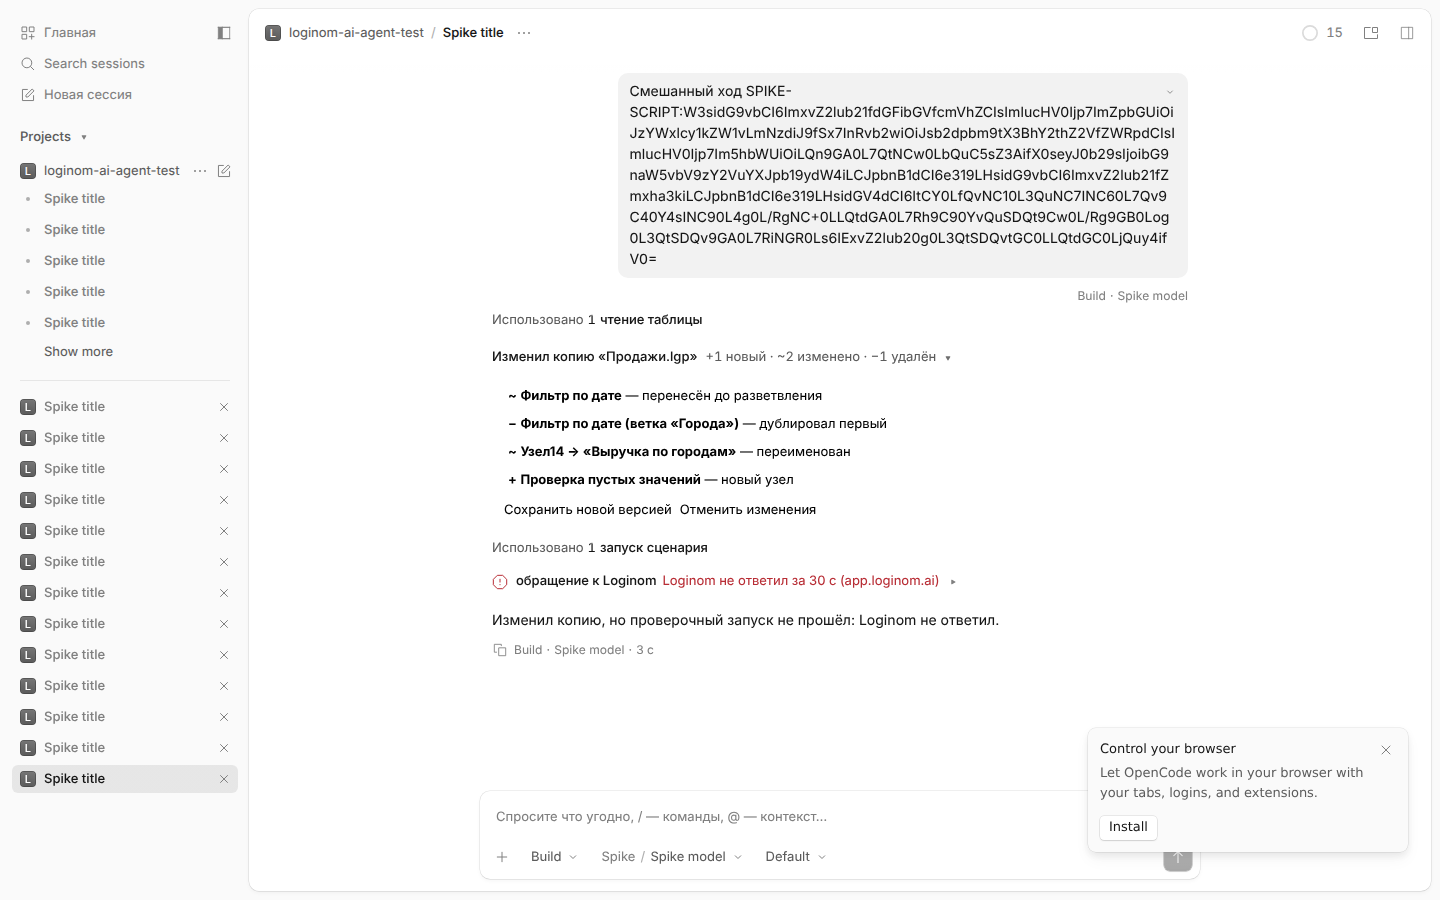 Главная
Search sessions
Новая сессия
Projects
L loginom-ai-agent-test
Spike title
Spike title
Spike title
Spike title
Spike title
Show more
L Spike title
L Spike title
L Spike title
L Spike title
L Spike title
L Spike title
L Spike title
L Spike title
L Spike title
L Spike title
L Spike title
L Spike title
L Spike title
L loginom-ai-agent-test / Spike title
15
Смешанный ход SPIKE-
SCRIPT:W3sidG9vbCI6ImxvZ2lub21fdGFibGVfcmVhZCIsImlucHV0Ijp7ImZpbGUiOi
JzYWxlcy1kZW1vLmNzdiJ9fSx7InRvb2wiOiJsb2dpbm9tX3BhY2thZ2VfZWRpdCIsI
mlucHV0Ijp7Im5hbWUiOiLQn9GA0L7QtNCw0LbQuC5sZ3AifX0seyJ0b29sIjoibG9
naW5vbV9zY2VuYXJpb19ydW4iLCJpbnB1dCI6e319LHsidG9vbCI6ImxvZ2lub21fZ
mxha3kiLCJpbnB1dCI6e319LHsidGV4dCI6ItCY0LfQvNC10L3QuNC7INC60L7Qv9
C40Y4sINC90L4g0L/RgNC+0LLQtdGA0L7Rh9C90YvQuSDQt9Cw0L/Rg9GB0Log
0L3QtSDQv9GA0L7RiNGR0Ls6IExvZ2lub20g0L3QtSDQvtGC0LLQtdGC0LjQuy4if
V0=
Build · Spike model
Использовано 1 чтение таблицы
Изменил копию «Продажи.lgp» +1 новый · ~2 изменено · −1 удалён
~ Фильтр по дате — перенесён до разветвления
− Фильтр по дате (ветка «Города») — дублировал первый
~ Узел14 → «Выручка по городам» — переименован
+ Проверка пустых значений — новый узел
Сохранить новой версией Отменить изменения
Использовано 1 запуск сценария
обращение к Loginom Loginom не ответил за 30 с (app.loginom.ai)
Изменил копию, но проверочный запуск не прошёл: Loginom не ответил.
Build · Spike model · 3 с
Control your browser
Let OpenCode work in your browser with
your tabs, logins, and extensions.
Install
Спросите что угодно, / — команды, @ — контекст...
Build Spike / Spike model Default